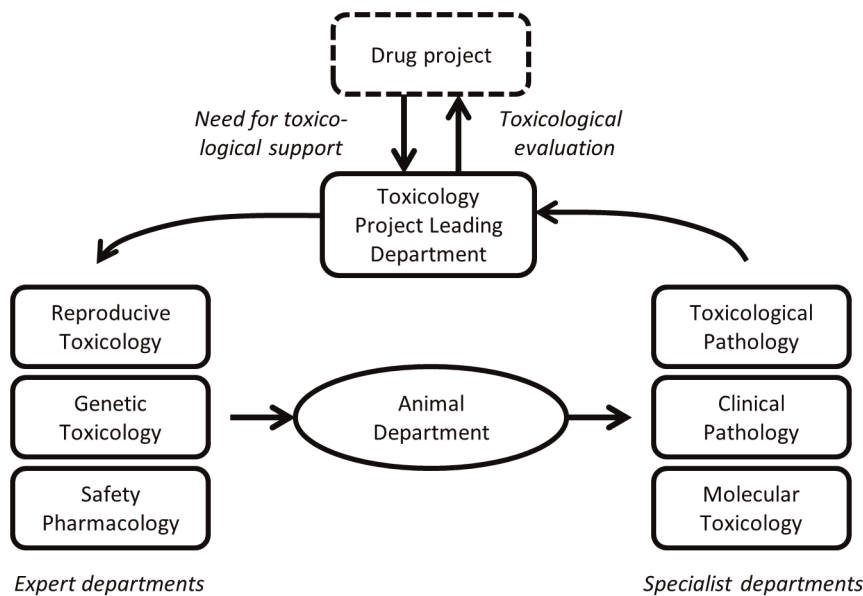 Drug project
Need for toxico-
logical support
Toxicological
evaluation
Toxicology
Project Leading
Department
Reproducive
Toxicology
Genetic
Toxicology
Safety
Pharmacology
Expert departments
Animal
Department
Toxicological
Pathology
Clinical
Pathology
Molecular
Toxicology
Specialist departments